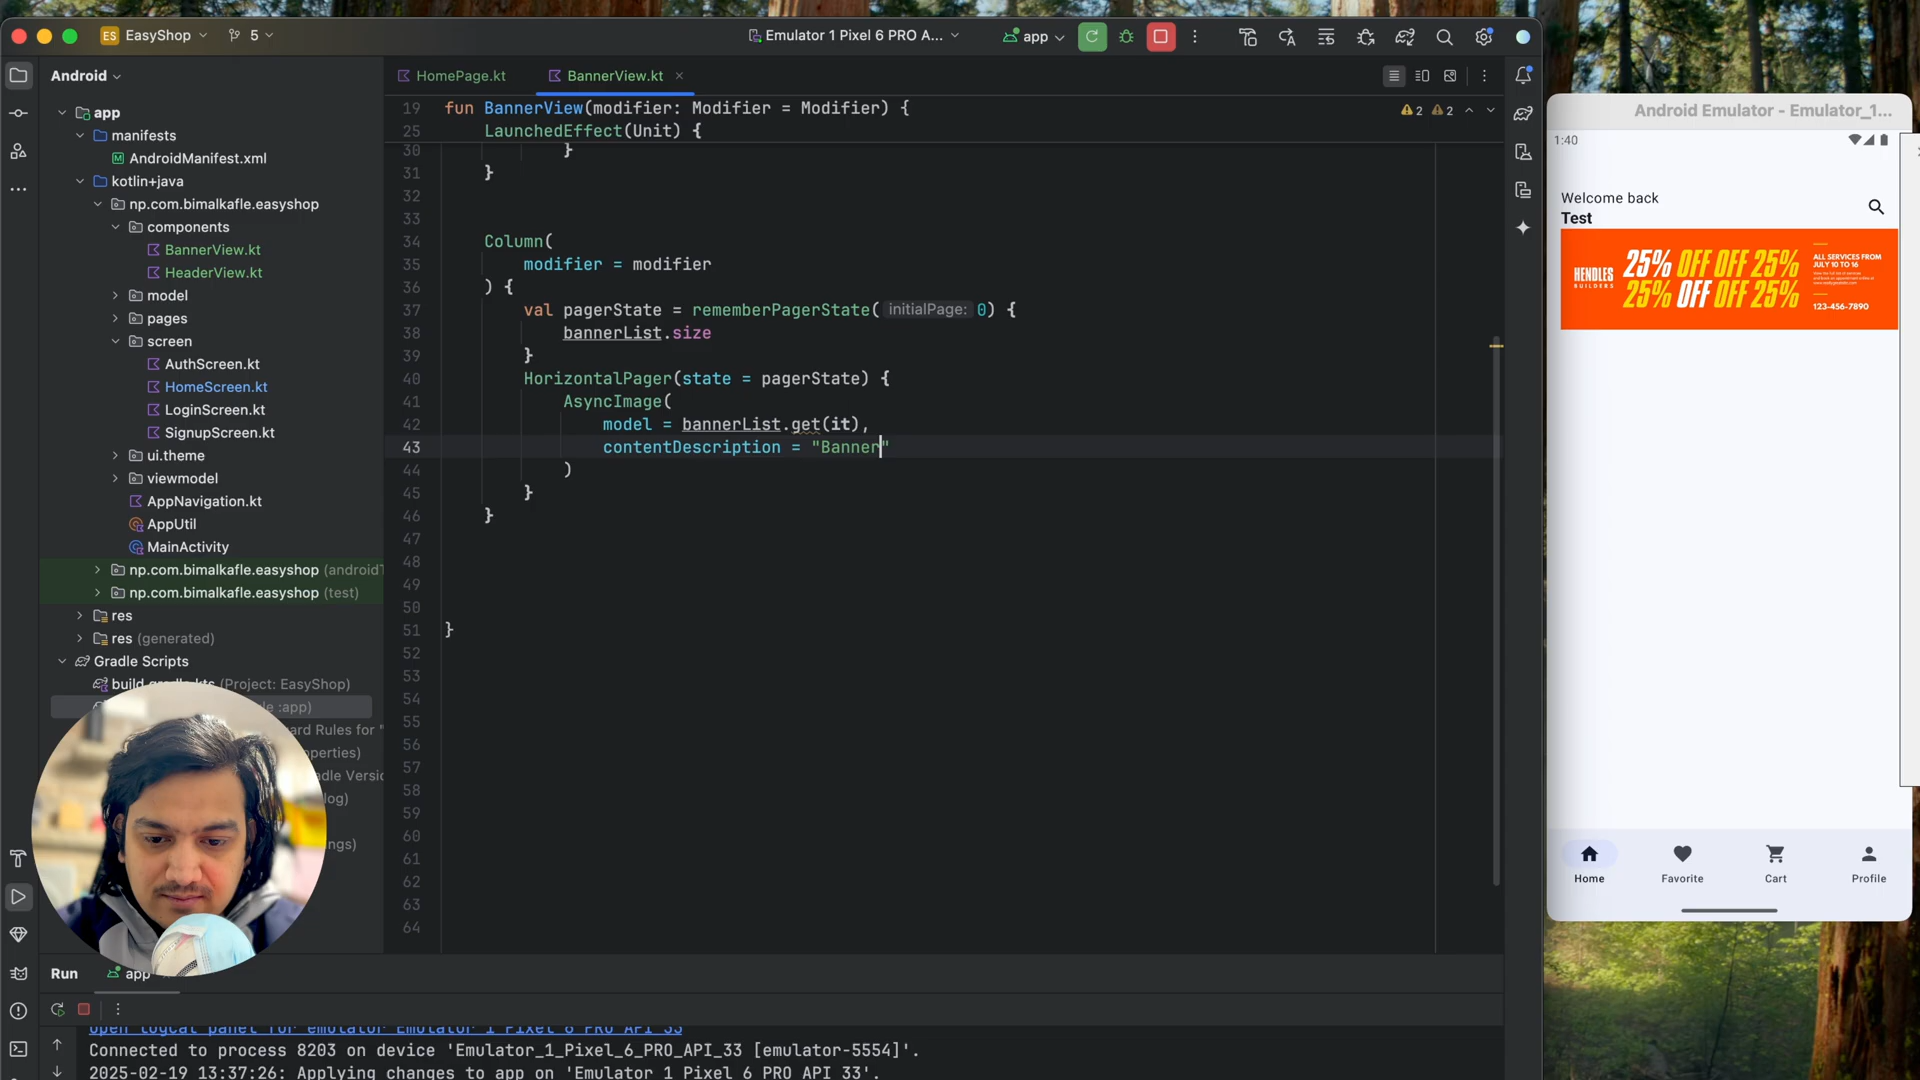 EasyShop
5
Emulator 1 Pixel 6 PRO A...
app
Android
HomePage.kt
BannerView.kt
app
manifests
AndroidManifest.xml
kotlin+java
np.com.bimalkafle.easyshop
components
BannerView.kt
HeaderView.kt
model
pages
screen
AuthScreen.kt
HomeScreen.kt
LoginScreen.kt
SignupScreen.kt
ui.theme
viewmodel
AppNavigation.kt
AppUtil
MainActivity
np.com.bimalkafle.easyshop (androidT
np.com.bimalkafle.easyshop (test)
res
res (generated)
Gradle Scripts
build.gradle.kts (Project: EasyShop)
le :app)
ard Rules for "
operties)
adle Versio
log)
ngs)
19 fun BannerView(modifier: Modifier = Modifier) {
2 2
25 LaunchedEffect(Unit) {
30 }
31 }
32
33
34 Column(
35 modifier = modifier
36 ) {
37 val pagerState = rememberPagerState( initialPage: 0) {
38 bannerList.size
39 }
40 HorizontalPager(state = pagerState) {
41 AsyncImage(
42 model = bannerList.get(it),
43 contentDescription = "Banner"
44 )
45 }
46 }
47
48
49
50
51 }
52
53
54
55
56
57
58
59
60
61
62
63
64
Run
app
Open logcat panel for emulator Emulator 1 Pixel 6 PRO API 33
Connected to process 8203 on device 'Emulator_1_Pixel_6_PRO_API_33 [emulator-5554]'.
2025-02-19 13:37:26: Applying changes to app on 'Emulator 1 Pixel 6 PRO API 33'.
Android Emulator - Emulator_1...
1:40
Welcome back
Test
HENDLES
BUILDERS
25% OFF OFF 25%
25% OFF OFF 25%
ALL SERVICES FROM
JULY 10 TO 16
123-456-7890
Home
Favorite
Cart
Profile